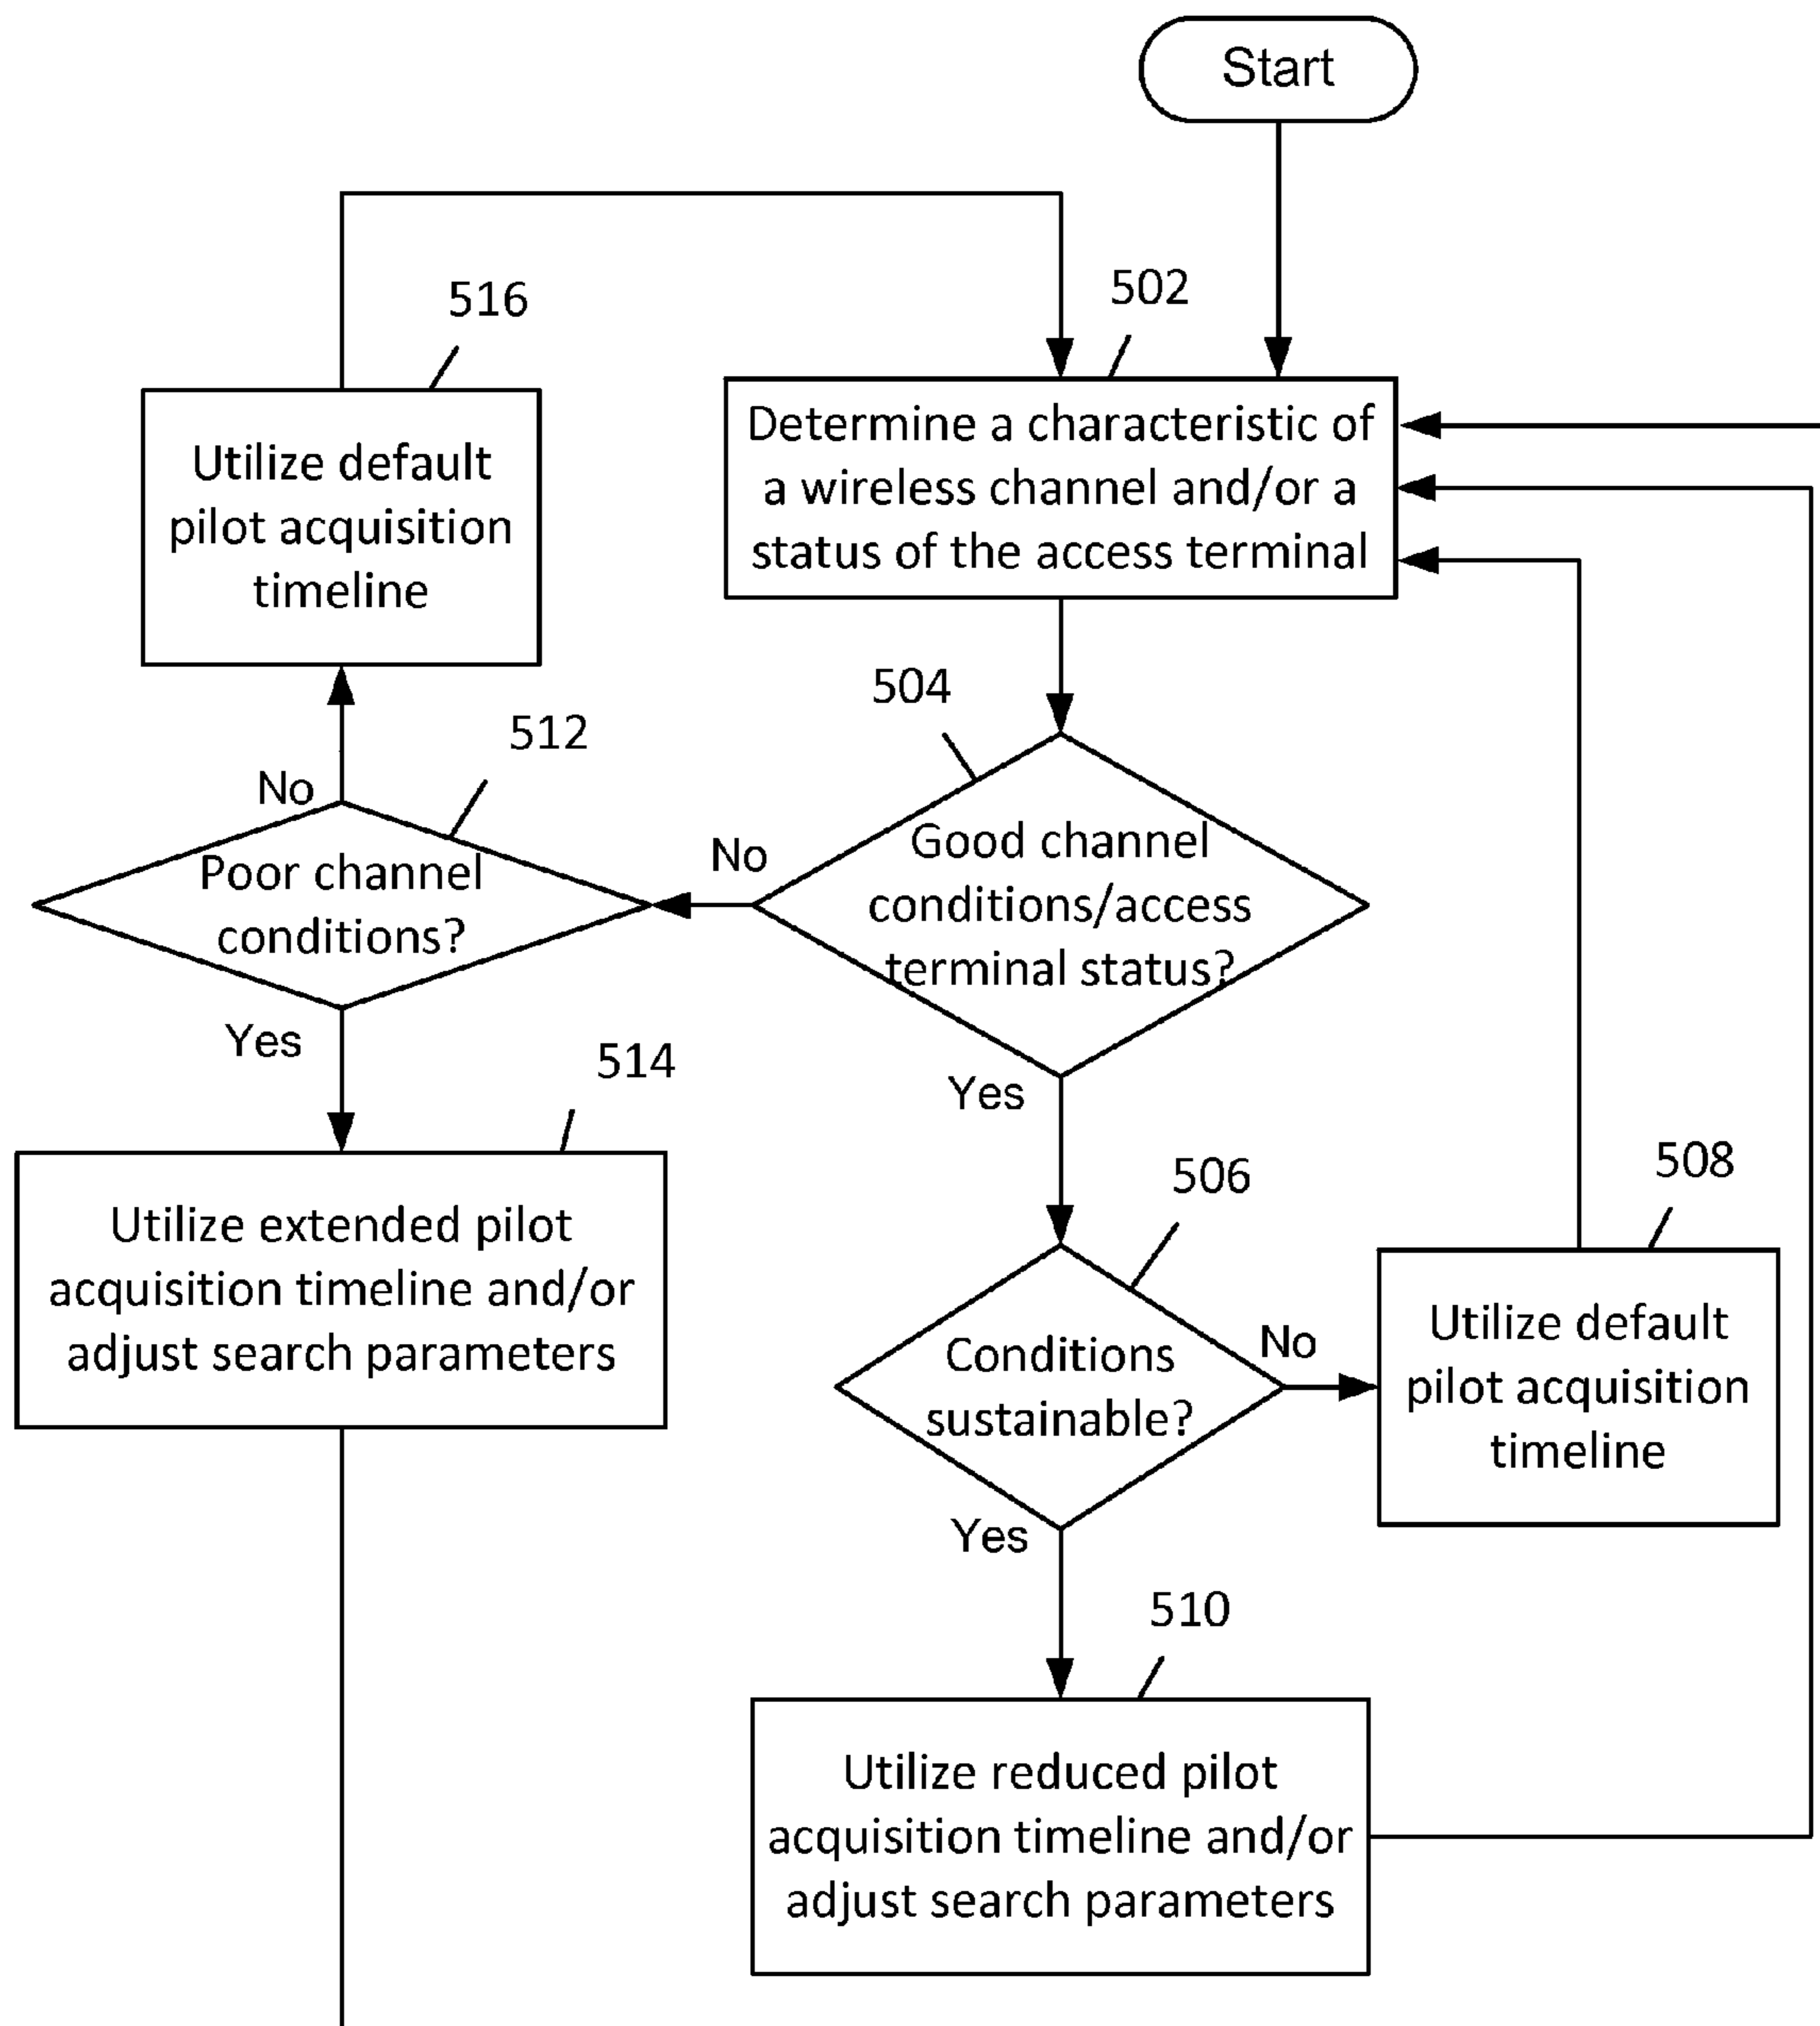 Start
502
Determine a characteristic of
a wireless channel and/or a
status of the access terminal
516
Utilize default
pilot acquisition
timeline
504
Good channel
conditions/access
terminal status?
No
Yes
512
Poor channel
conditions?
No
Yes
514
Utilize extended pilot
acquisition timeline and/or
adjust search parameters
506
Conditions
sustainable?
No
Yes
508
Utilize default
pilot acquisition
timeline
510
Utilize reduced pilot
acquisition timeline and/or
adjust search parameters